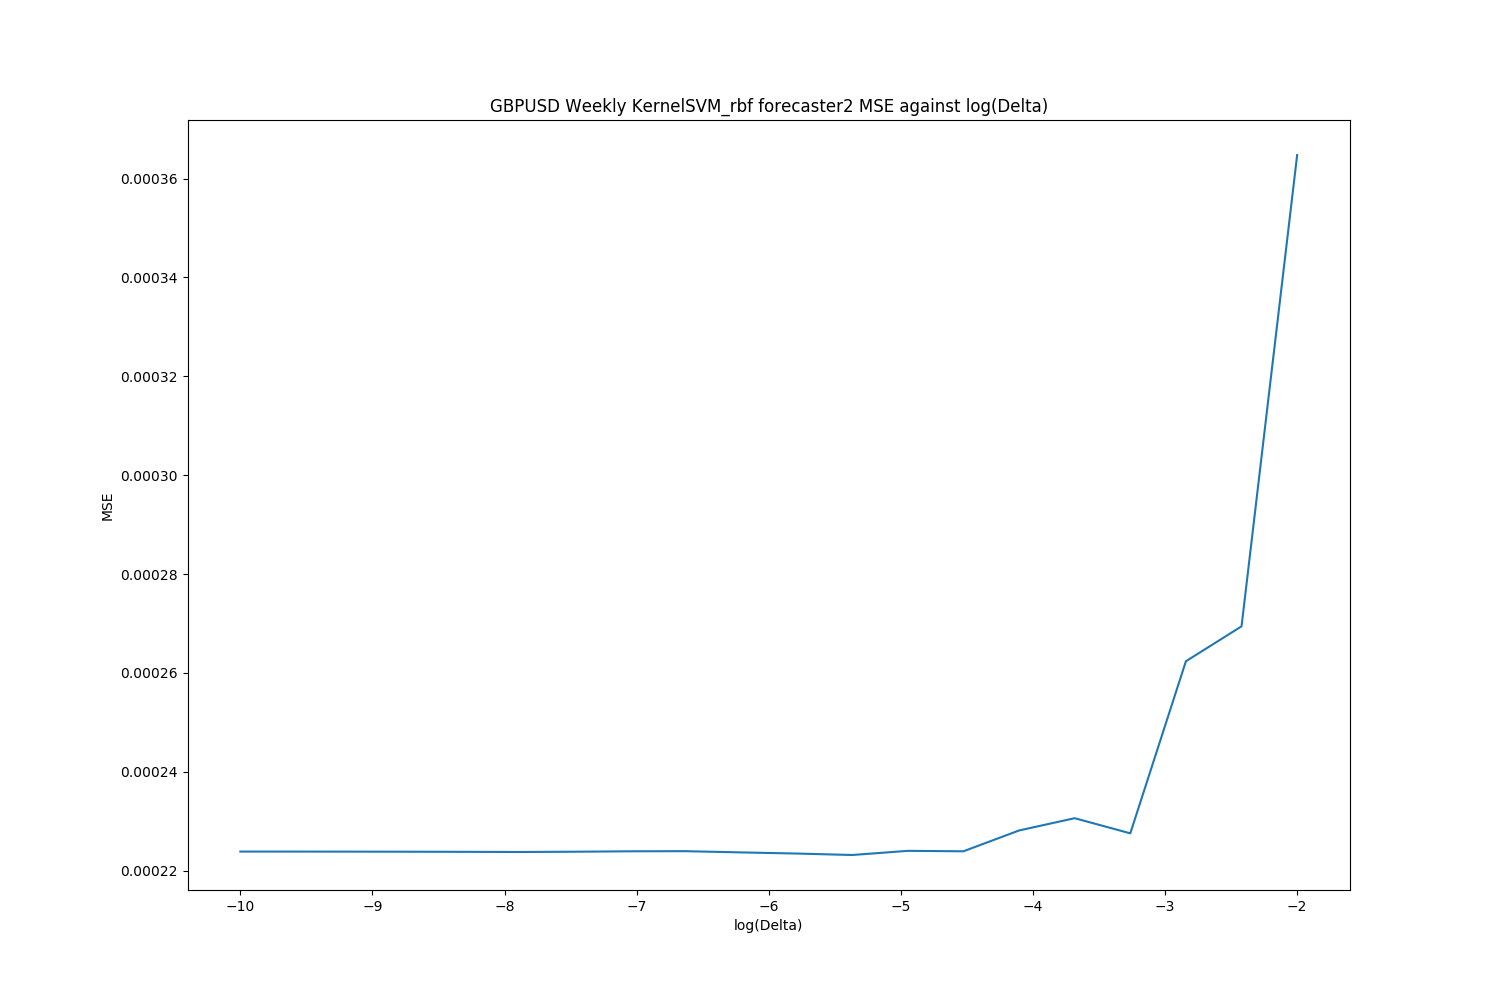 GBPUSD Weekly KernelSVM_rbf forecaster2 MSE against log(Delta)
0.00036
0.00034
0.00032
0.00030
MSE
0.00028
0.00026
0.00024
0.00022
−10 −9 −8 −7 −6 −5 −4 −3 −2
log(Delta)